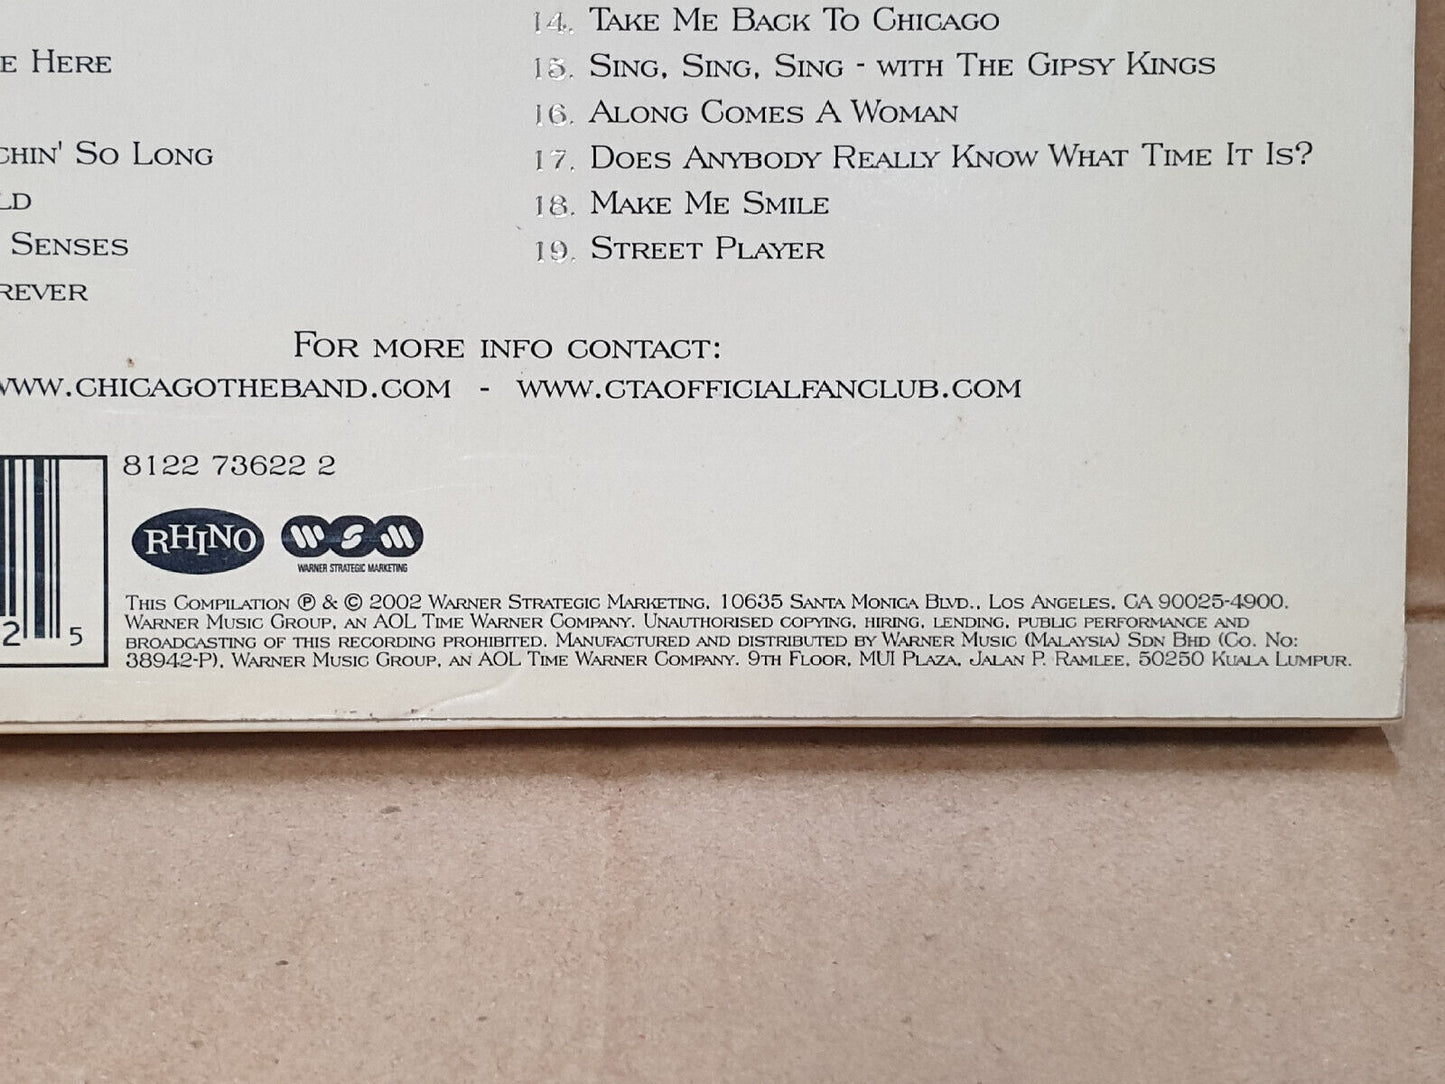 14. Take Me Back To Chicago
E HERE
15. Sing, Sing, Sing - with The Gipsy Kings
16. Along Comes A Woman
CHIN' SO LONG
17. Does Anybody Really Know What Time It Is?
LD
18. Make Me Smile
SENSES
19. Street Player
REVER
For more info contact:
www.chicagotheband.com - www.ctaofficialfanclub.com
8122 73622 2
RHINO WSM
WARNER STRATEGIC MARKETING
2 5
This Compilation ℗ & © 2002 Warner Strategic Marketing, 10635 Santa Monica Blvd., Los Angeles, CA 90025-4900.
Warner Music Group, an AOL Time Warner Company. Unauthorised copying, hiring, lending, public performance and
broadcasting of this recording prohibited. Manufactured and distributed by Warner Music (Malaysia) Sdn Bhd (Co. No:
38942-P), Warner Music Group, an AOL Time Warner Company. 9th Floor, MUI Plaza, Jalan P. Ramlee, 50250 Kuala Lumpur.